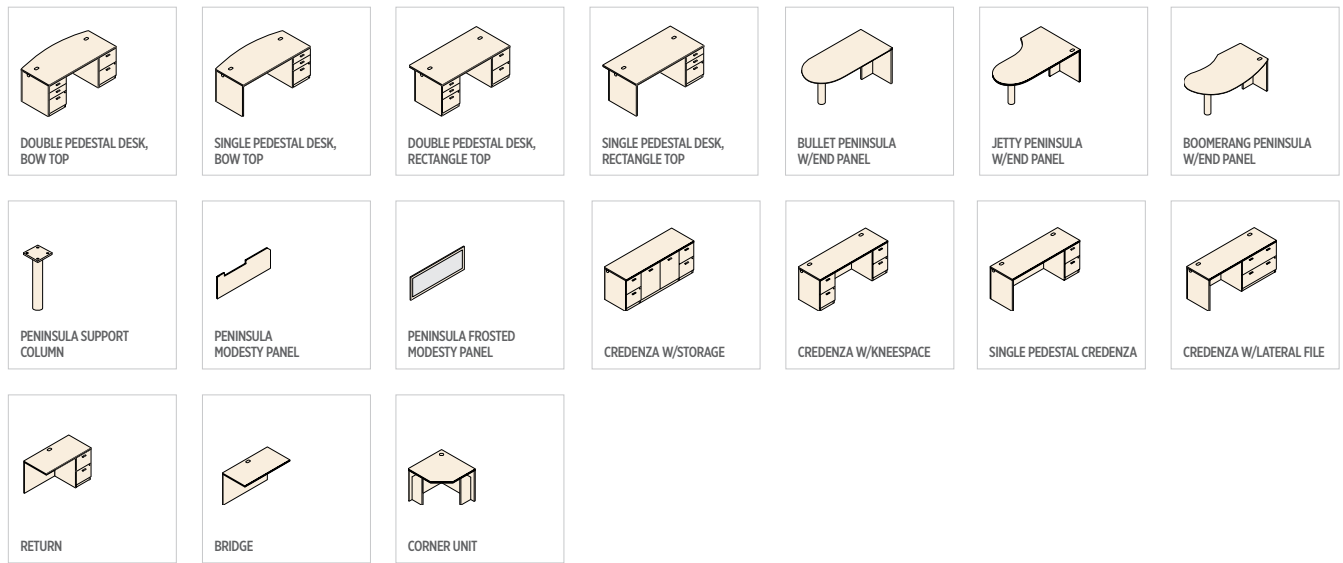 DOUBLE PEDESTAL DESK,
BOW TOP
SINGLE PEDESTAL DESK,
BOW TOP
DOUBLE PEDESTAL DESK,
RECTANGLE TOP
SINGLE PEDESTAL DESK,
RECTANGLE TOP
BULLET PENINSULA
W/END PANEL
JETTY PENINSULA
W/END PANEL
BOOMERANG PENINSULA
W/END PANEL
PENINSULA SUPPORT
COLUMN
PENINSULA
MODESTY PANEL
PENINSULA FROSTED
MODESTY PANEL
CREDENZA W/STORAGE
CREDENZA W/KNEESPACE
SINGLE PEDESTAL CREDENZA
CREDENZA W/LATERAL FILE
RETURN
BRIDGE
CORNER UNIT